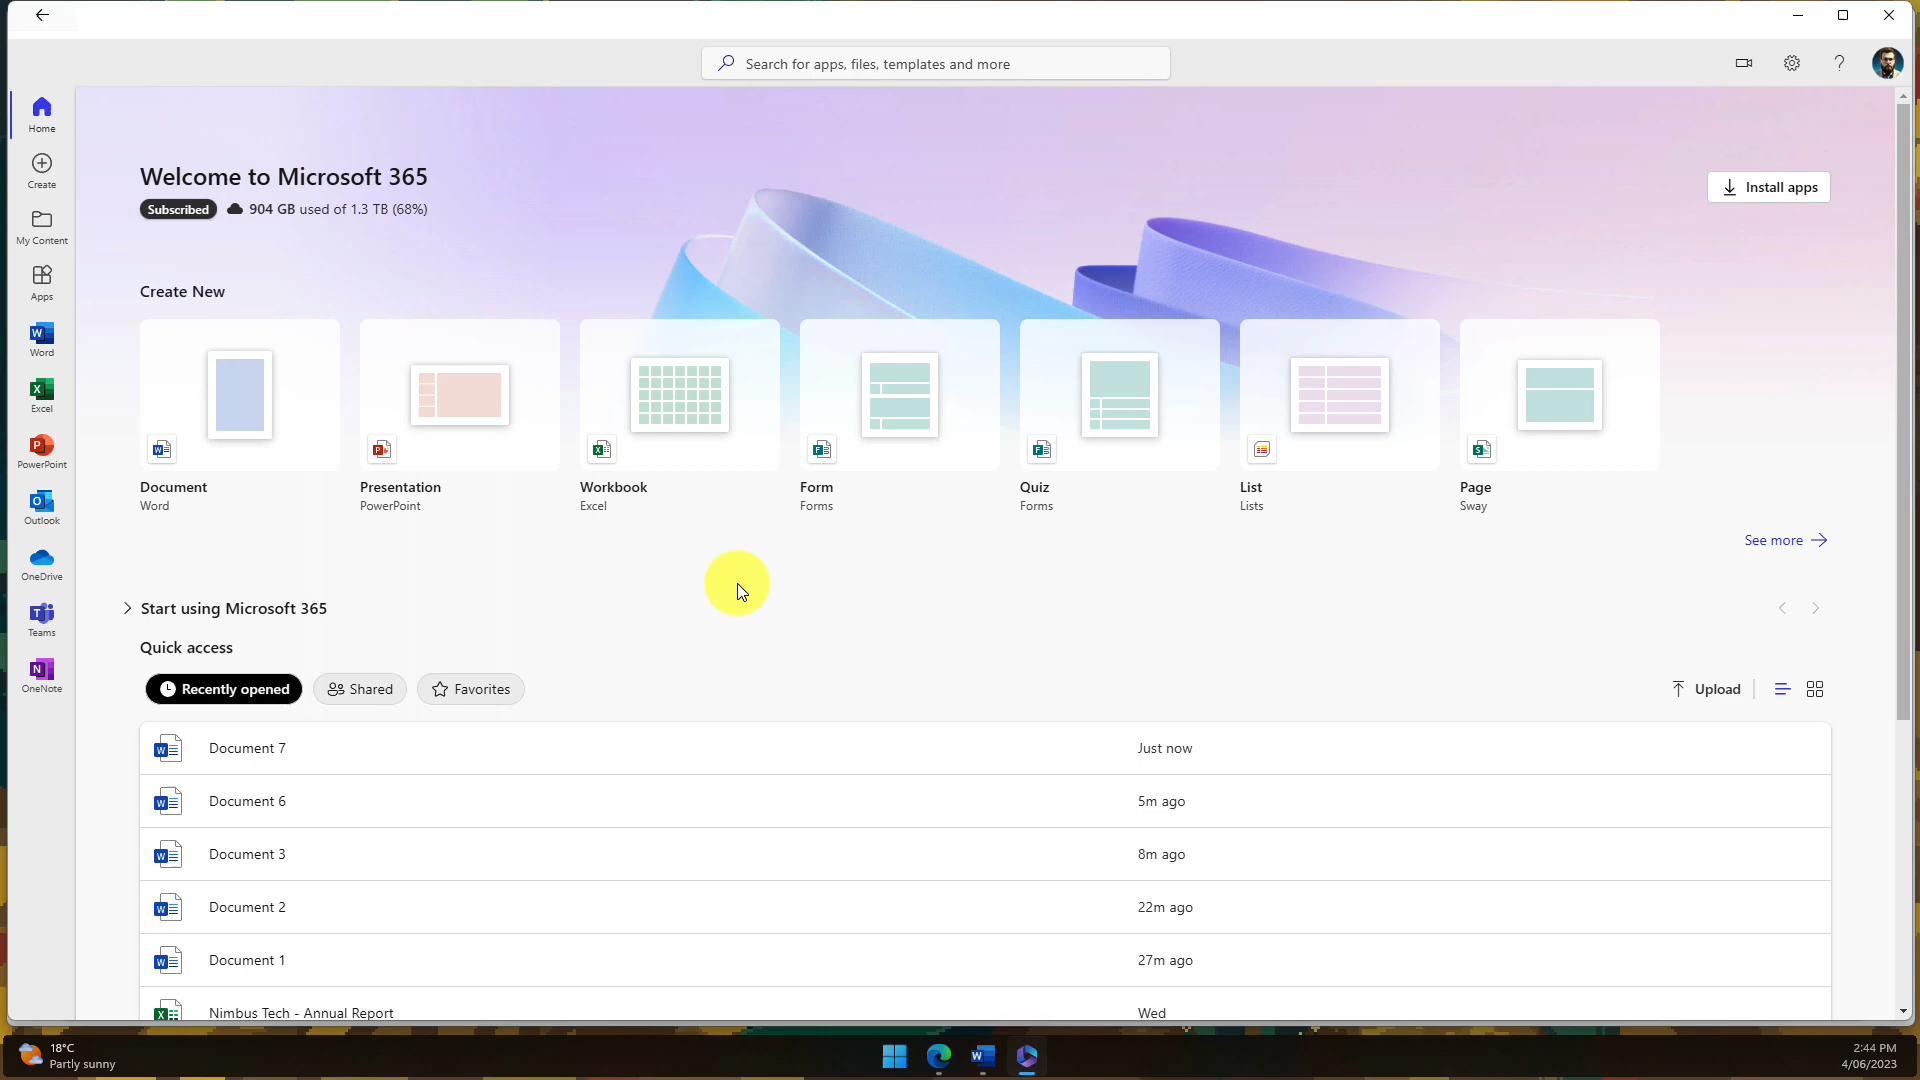 Search for apps, files, templates and more
Home
Create
My Content
Apps
Word
Excel
PowerPoint
Outlook
OneDrive
Teams
OneNote
Welcome to Microsoft 365
Subscribed 904 GB used of 1.3 TB (68%)
Install apps
Create New
Document
Word
Presentation
PowerPoint
Workbook
Excel
Form
Forms
Quiz
Forms
List
Lists
Page
Sway
See more
Start using Microsoft 365
Quick access
Recently opened Shared Favorites Upload
Document 7 Just now
Document 6 5m ago
Document 3 8m ago
Document 2 22m ago
Document 1 27m ago
Nimbus Tech - Annual Report Wed
18°C
Partly sunny
2:44 PM
4/06/2023